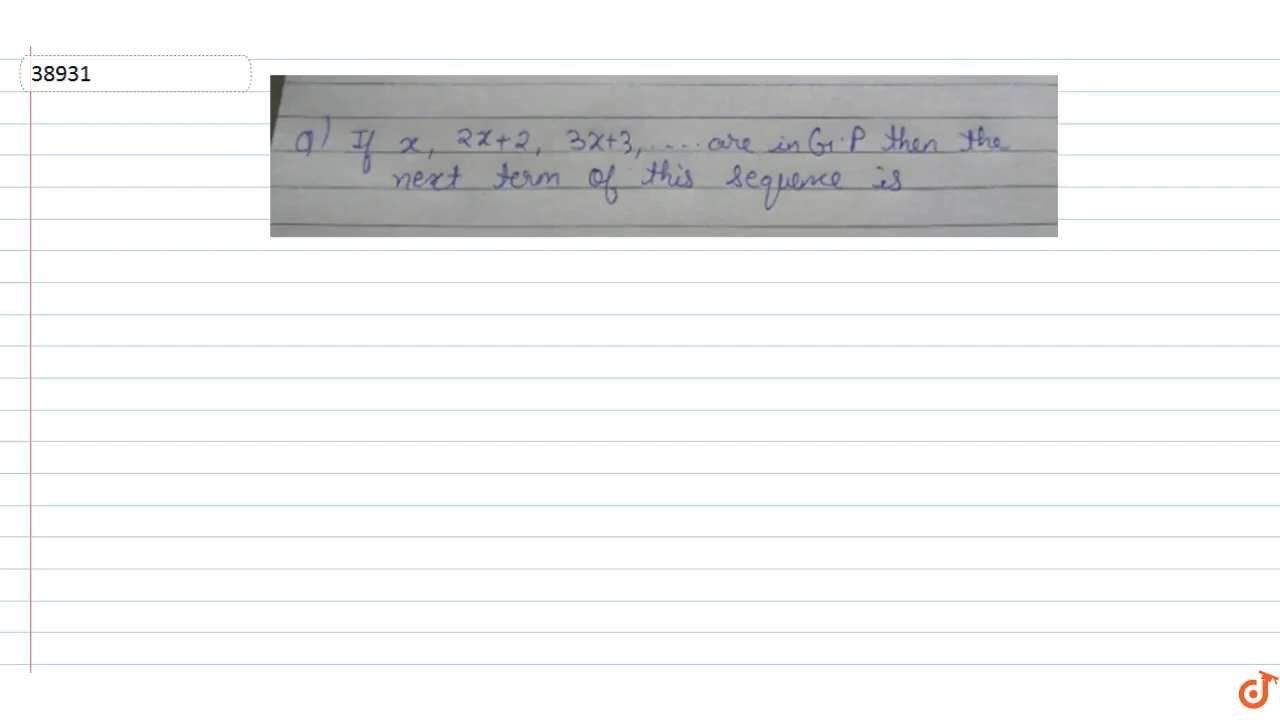 38931
Q) If x, 2x+2, 3x+3, ..... are in G.P then the
next term of this sequence is